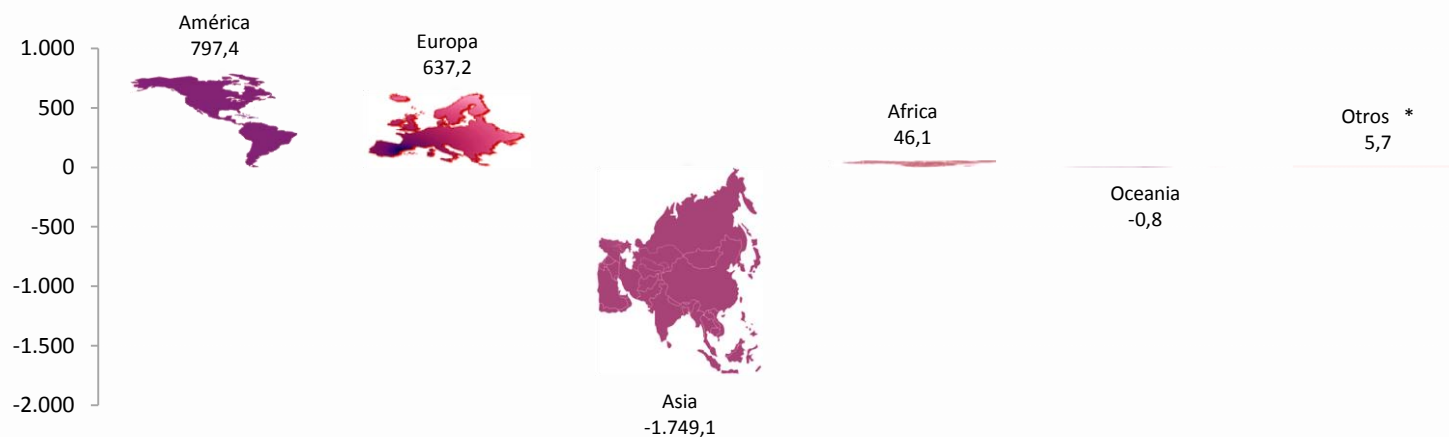 América
797,4
Europa
637,2
Africa
46,1
Otros *
5,7
Oceania
-0,8
Asia
-1.749,1
1.000
500
0
-500
-1.000
-1.500
-2.000